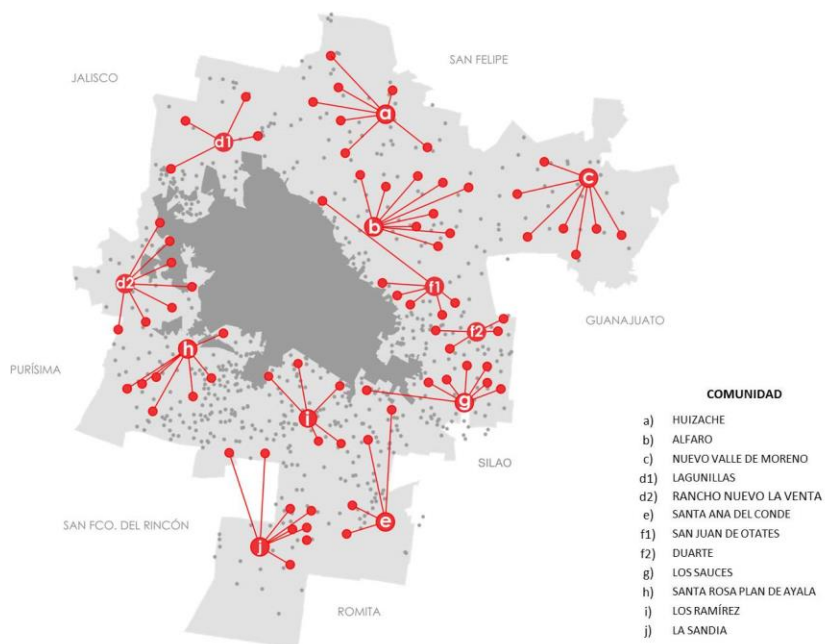 SAN FELIPE
JALISCO
a
d1
c
b
d2
f1
GUANAJUATO
f2
h
PURÍSIMA
g
i
SILAO
SAN FCO. DEL RINCÓN
e
j
ROMITA
COMUNIDAD
a) HUIZACHE
b) ALFARO
c) NUEVO VALLE DE MORENO
d1) LAGUNILLAS
d2) RANCHO NUEVO LA VENTA
e) SANTA ANA DEL CONDE
f1) SAN JUAN DE OTATES
f2) DUARTE
g) LOS SAUCES
h) SANTA ROSA PLAN DE AYALA
i) LOS RAMÍREZ
j) LA SANDIA